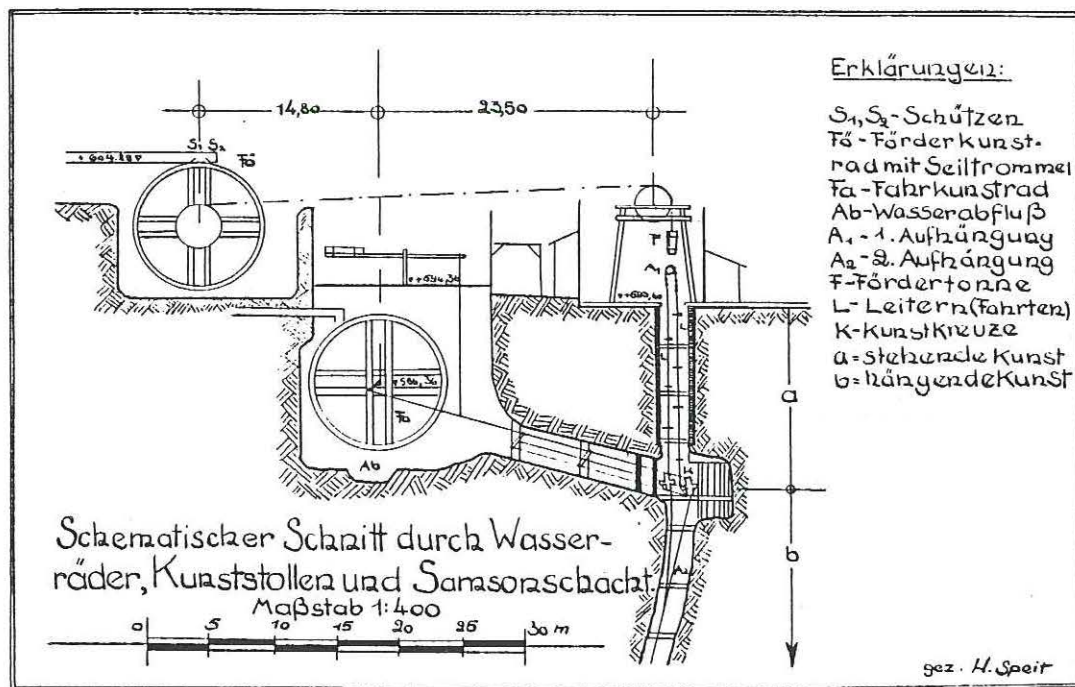 14,80
23,50
S₁ S₂
Fö
F
A₁
L
L
Fa
Ab
K
A₂
a
b
Erklärungen:
S₁, S₂ - Schützen
Fö - Förderkunst-
rad mit Seiltrommel
Fa - Fahrkunstrad
Ab - Wasserabfluß
A₁ - 1. Aufhängung
A₂ - 2. Aufhängung
F - Fördertonne
L - Leitern (Fahrten)
K - Kunstkreuze
a = stehende Kunst
b = hängende Kunst
Schematischer Schnitt durch Wasser-
räder, Kunststollen und Samsonschacht.
Maßstab 1:400
0 5 10 15 20 25 30 m
gez. H. Speit